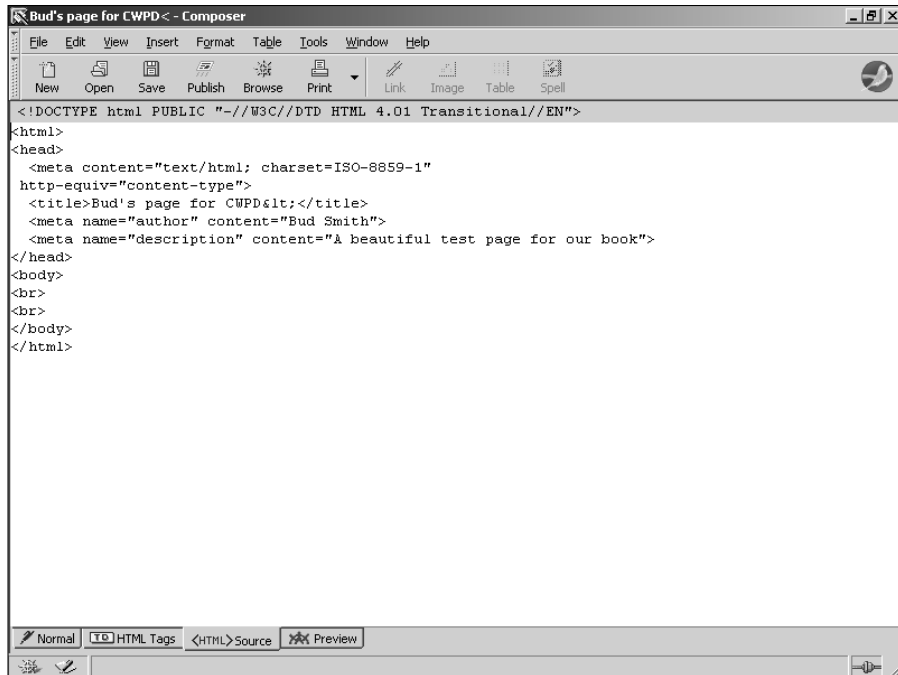 Bud's page for CWPD< - Composer
File Edit View Insert Format Table Tools Window Help
New Open Save Publish Browse Print Link Image Table Spell
<!DOCTYPE html PUBLIC "-//W3C//DTD HTML 4.01 Transitional//EN">
<html>
<head>
<meta content="text/html; charset=ISO-8859-1"
http-equiv="content-type">
<title>Bud's page for CWPD&lt;</title>
<meta name="author" content="Bud Smith">
<meta name="description" content="A beautiful test page for our book">
</head>
<body>
<br>
<br>
</body>
</html>
Normal TD HTML Tags <HTML> Source Preview